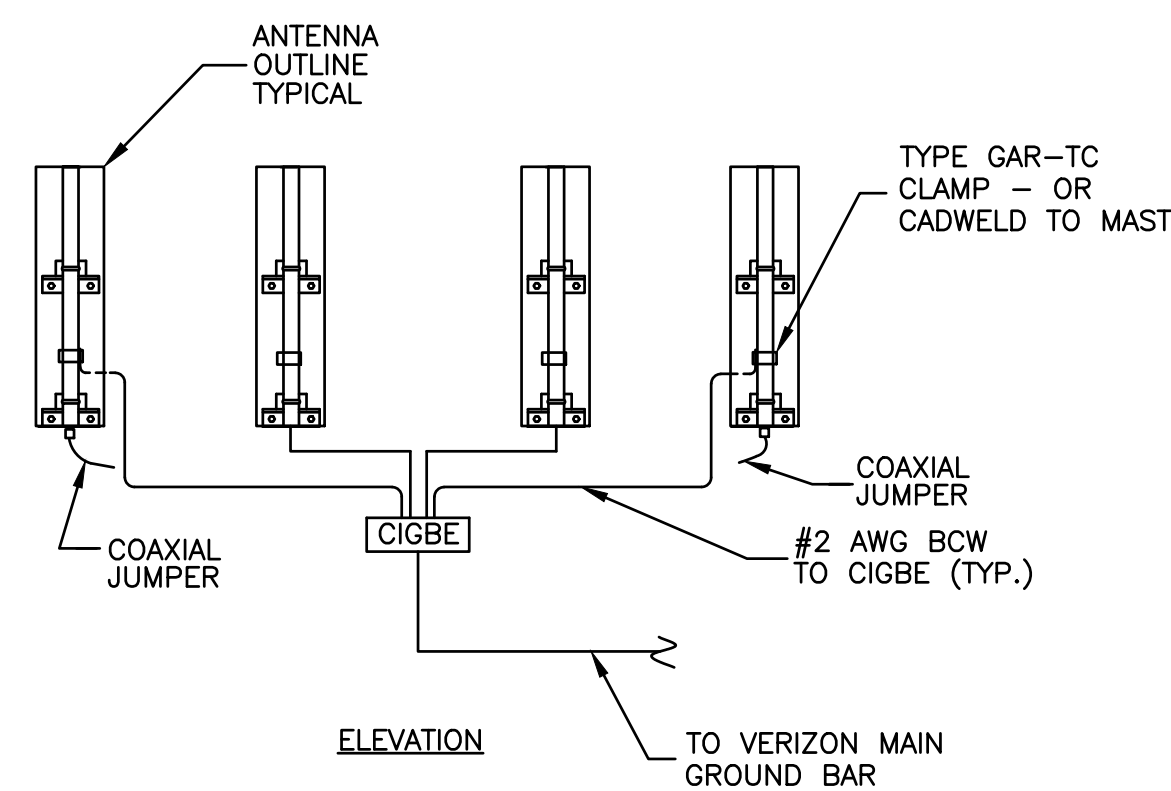 ANTENNA
OUTLINE
TYPICAL
TYPE GAR-TC
CLAMP - OR
CADWELD TO MAST
COAXIAL
JUMPER
CIGBE
#2 AWG BCW
TO CIGBE (TYP.)
COAXIAL
JUMPER
ELEVATION
TO VERIZON MAIN
GROUND BAR